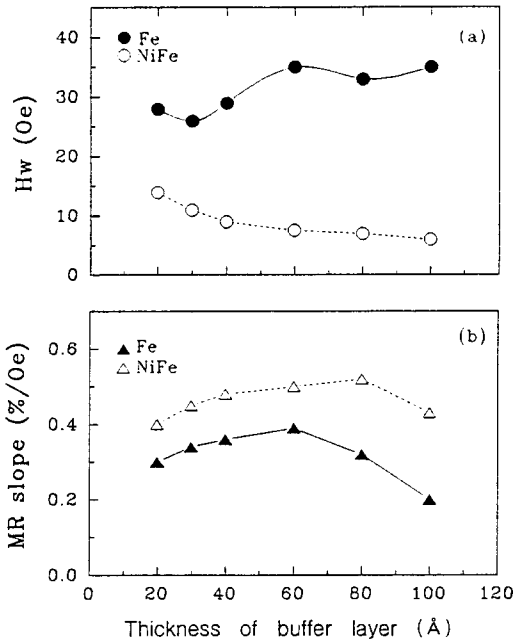 (a)
Fe
NiFe
Hw (Oe)
40
30
20
10
0
(b)
Fe
NiFe
MR slope (%/Oe)
0.6
0.4
0.2
0.0
0 20 40 60 80 100 120
Thickness of buffer layer (Å)